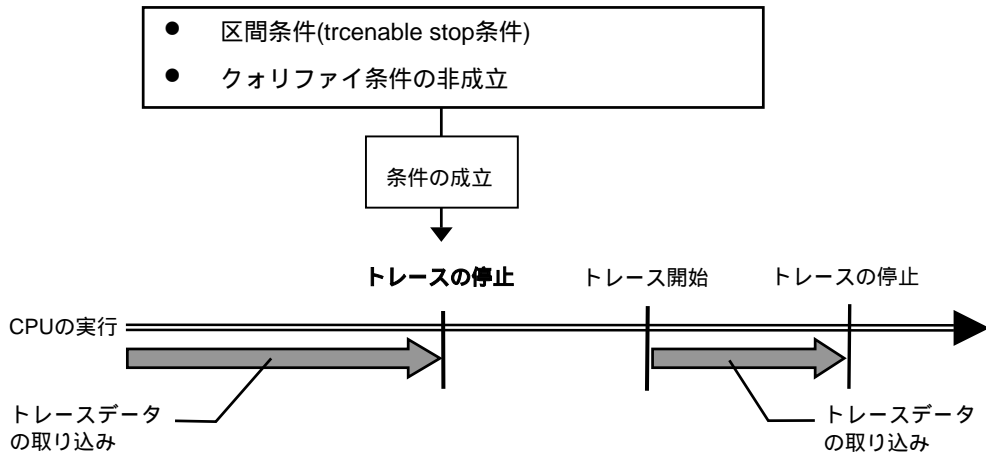 ● 区間条件(trcenable stop条件)
● クォリファイ条件の非成立
条件の成立
トレースの停止
トレース開始
トレースの停止
CPUの実行
トレースデータ
の取り込み
トレースデータ
の取り込み